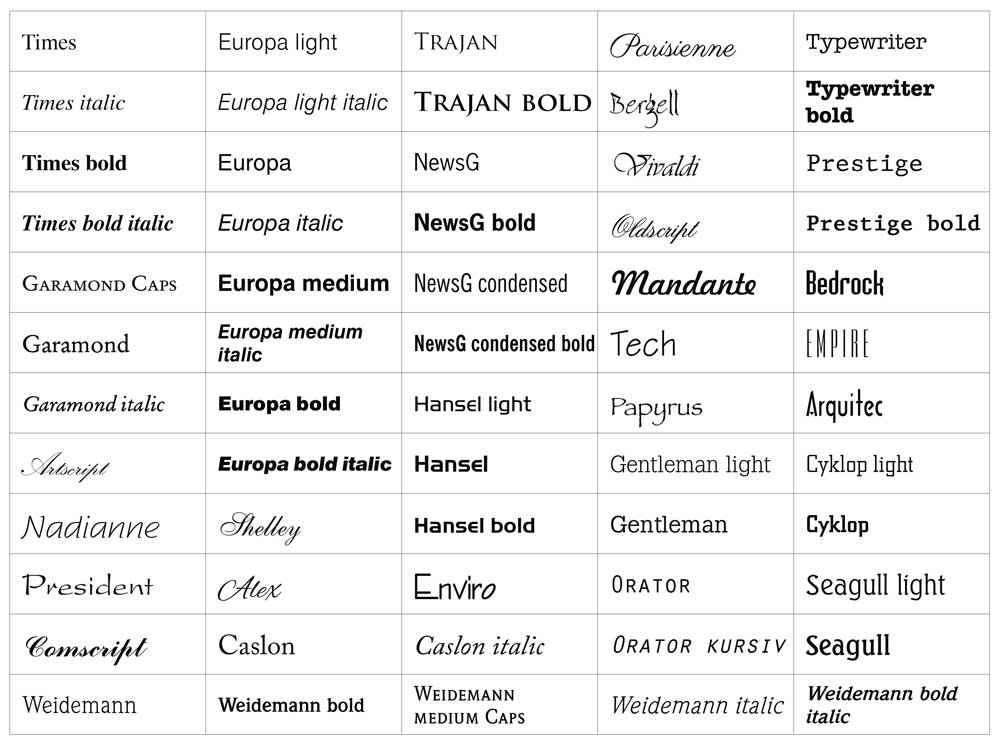 Times
Europa light
Trajan
Parisienne
Typewriter
Times italic
Europa light italic
Trajan bold
Bergell
Typewriter
bold
Times bold
Europa
NewsG
Vivaldi
Prestige
Times bold italic
Europa italic
NewsG bold
Oldscript
Prestige bold
Garamond Caps
Europa medium
NewsG condensed
Mandante
Bedrock
Garamond
Europa medium
italic
NewsG condensed bold
Tech
EMPIRE
Garamond italic
Europa bold
Hansel light
Papyrus
Arquitec
Artscript
Europa bold italic
Hansel
Gentleman light
Cyklop light
Nadianne
Shelley
Hansel bold
Gentleman
Cyklop
President
Alex
Enviro
Orator
Seagull light
Comscript
Caslon
Caslon italic
Orator kursiv
Seagull
Weidemann
Weidemann bold
Weidemann
medium Caps
Weidemann italic
Weidemann bold
italic